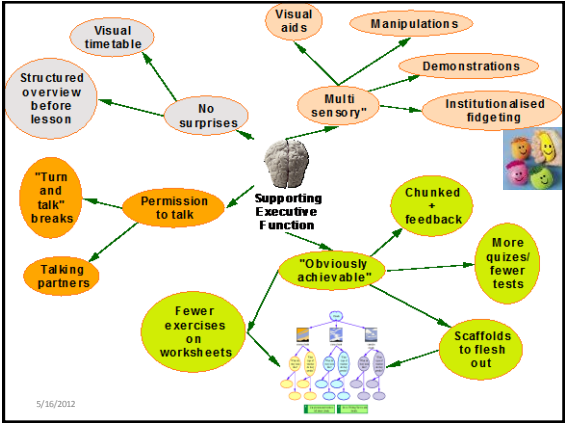 Visual
timetable
Structured
overview
before
lesson
No
surprises
Visual
aids
Manipulations
Demonstrations
Institutionalised
fidgeting
Multi
sensory"
Supporting
Executive
Function
"Turn
and
talk"
breaks
Permission
to talk
Talking
partners
"Obviously
achievable"
Chunked
+
feedback
More
quizes/
fewer
tests
Scaffolds
to flesh
out
Fewer
exercises
on
worksheets
5/16/2012